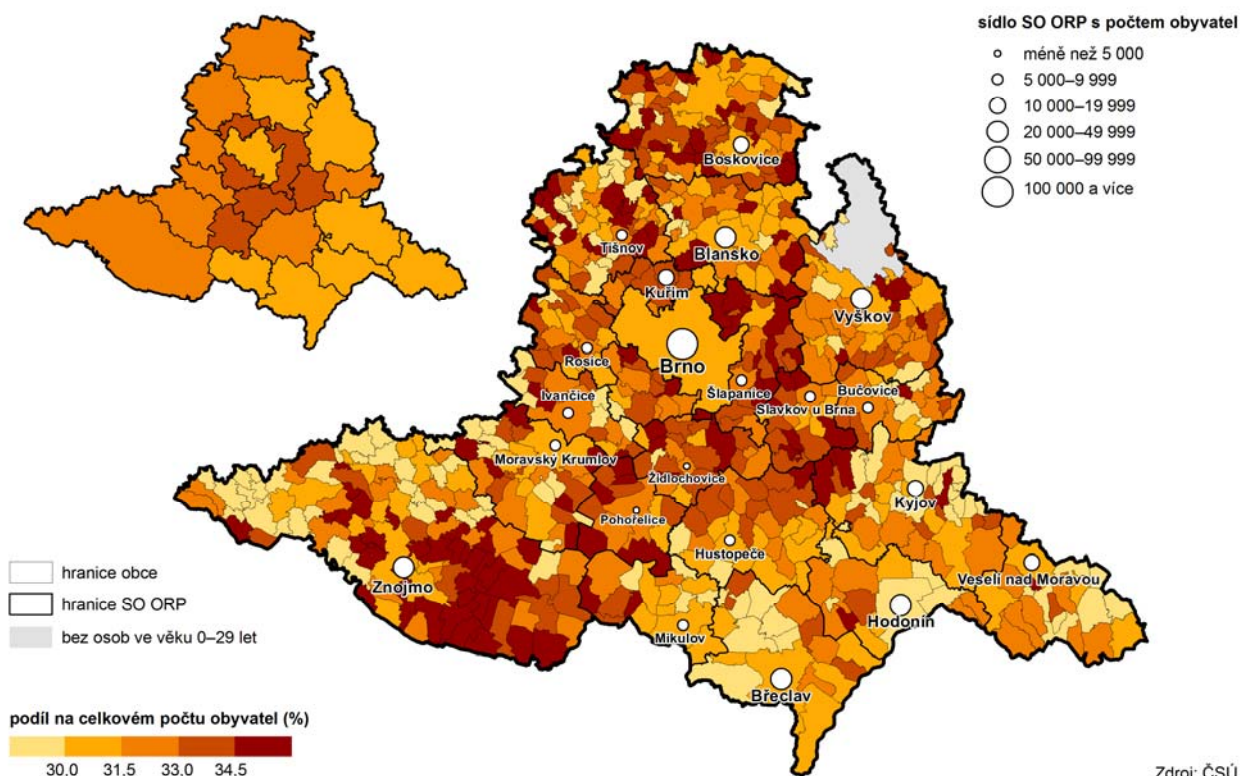 sídlo SO ORP s počtem obyvatel
méně než 5 000
5 000–9 999
10 000–19 999
20 000–49 999
50 000–99 999
100 000 a více
Boskovice
Tišnov
Blansko
Kuřim
Vyškov
Brno
Rosice
Šlapanice
Bučovice
Ivančice
Slavkov u Brna
Moravský Krumlov
Židlochovice
Kyjov
Pohořelice
Hustopeče
Znojmo
Veselí nad Moravou
Hodonín
Mikulov
Břeclav
hranice obce
hranice SO ORP
bez osob ve věku 0–29 let
podíl na celkovém počtu obyvatel (%)
30.0 31.5 33.0 34.5
Zdroj: ČSÚ